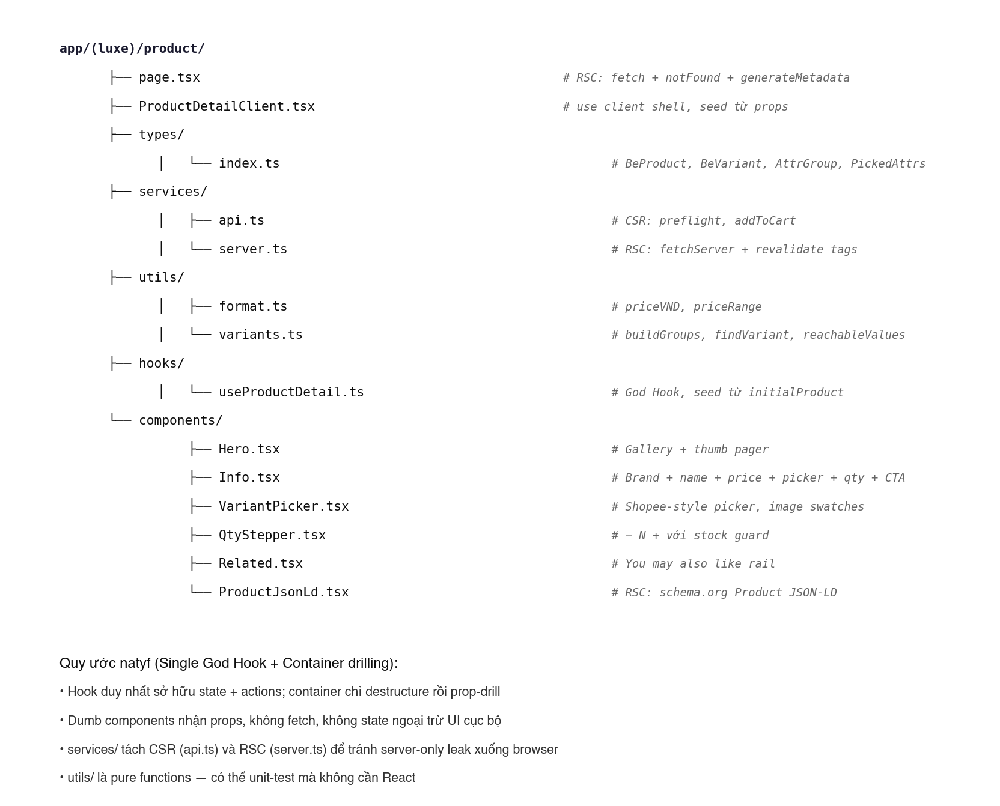 app/(luxe)/product/
├── page.tsx # RSC: fetch + notFound + generateMetadata
├── ProductDetailClient.tsx # use client shell, seed từ props
├── types/
│ └── index.ts # BeProduct, BeVariant, AttrGroup, PickedAttrs
├── services/
│ ├── api.ts # CSR: preflight, addToCart
│ └── server.ts # RSC: fetchServer + revalidate tags
├── utils/
│ ├── format.ts # priceVND, priceRange
│ └── variants.ts # buildGroups, findVariant, reachableValues
├── hooks/
│ └── useProductDetail.ts # God Hook, seed từ initialProduct
└── components/
├── Hero.tsx # Gallery + thumb pager
├── Info.tsx # Brand + name + price + picker + qty + CTA
├── VariantPicker.tsx # Shopee-style picker, image swatches
├── QtyStepper.tsx # − N + với stock guard
├── Related.tsx # You may also like rail
└── ProductJsonLd.tsx # RSC: schema.org Product JSON-LD
Quy ước natyf (Single God Hook + Container drilling):
• Hook duy nhất sở hữu state + actions; container chỉ destructure rồi prop-drill
• Dumb components nhận props, không fetch, không state ngoại trừ UI cục bộ
• services/ tách CSR (api.ts) và RSC (server.ts) để tránh server-only leak xuống browser
• utils/ là pure functions — có thể unit-test mà không cần React